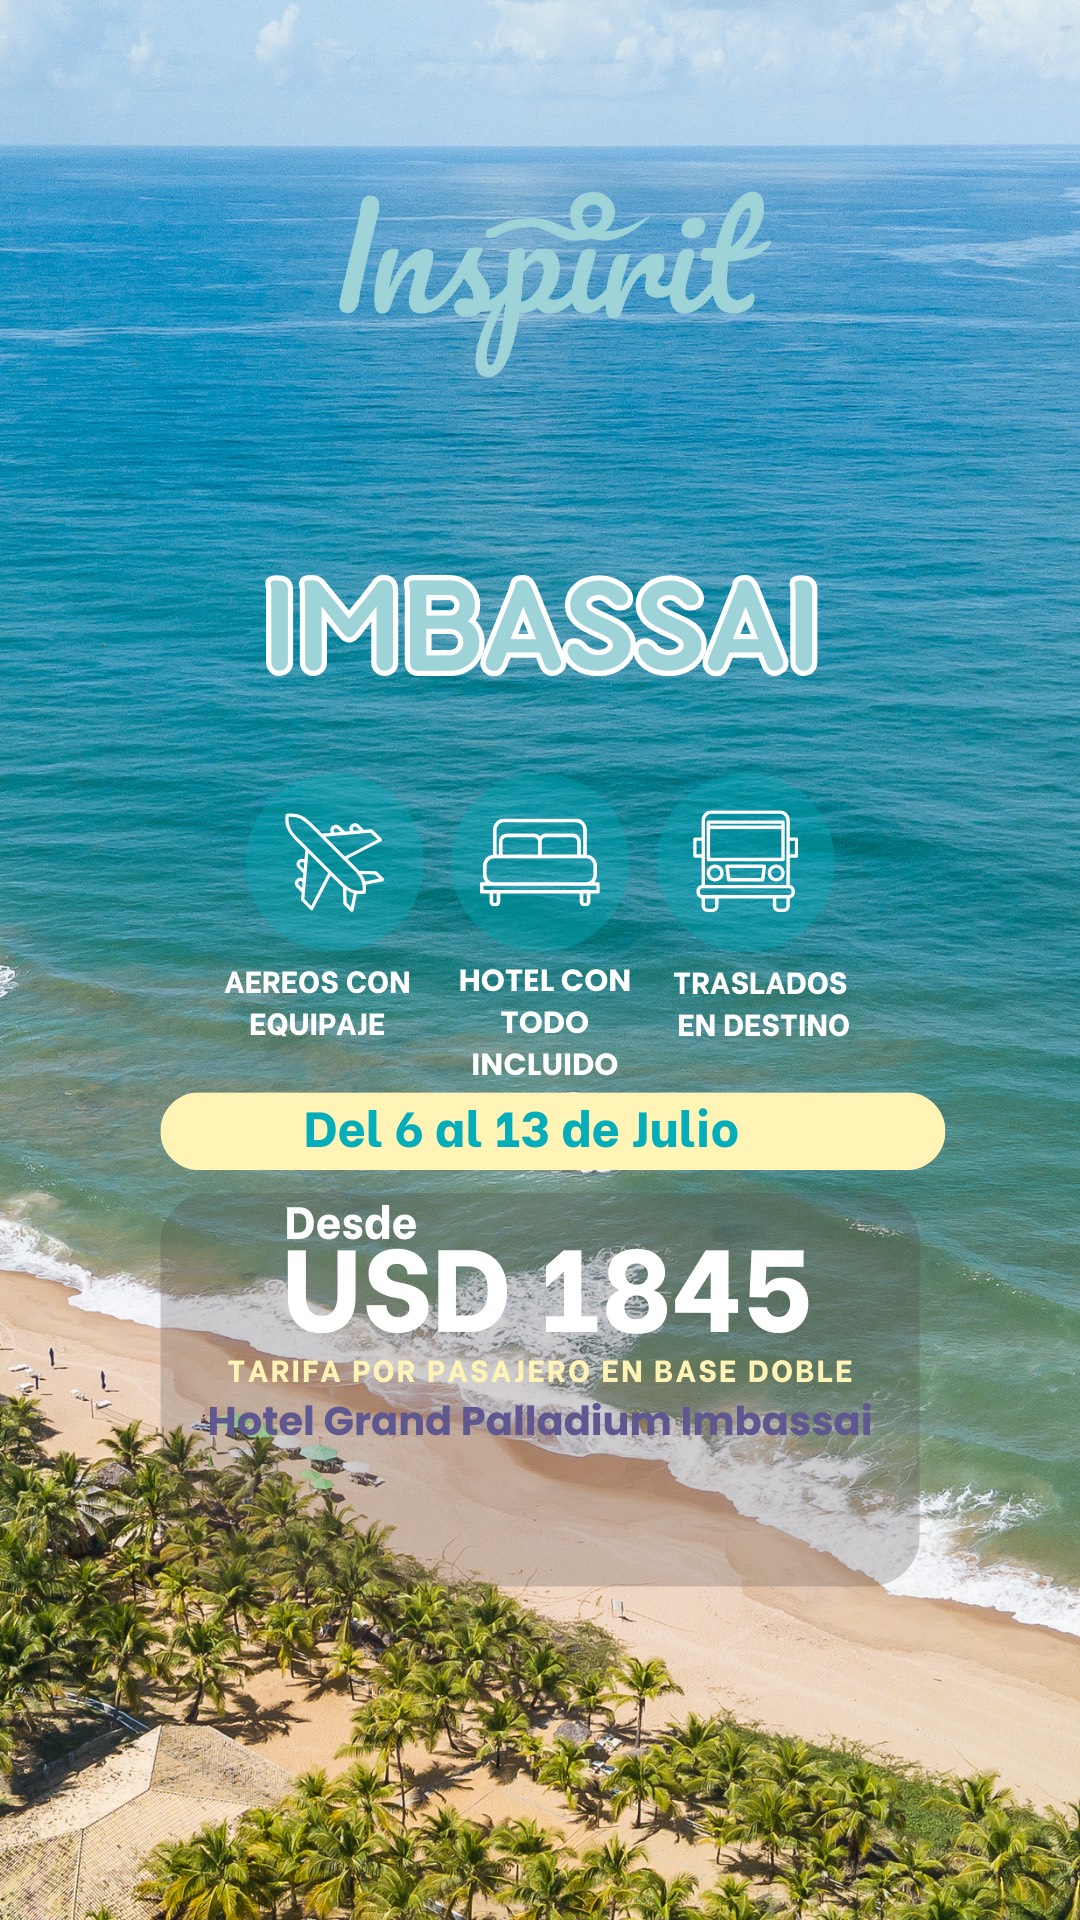 Inspirit
IMBASSAI
AEREOS CON
EQUIPAJE
HOTEL CON
TODO
INCLUIDO
TRASLADOS
EN DESTINO
Del 6 al 13 de Julio
Desde
USD 1845
TARIFA POR PASAJERO EN BASE DOBLE
Hotel Grand Palladium Imbassai